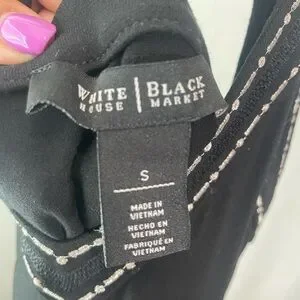 WHITE HOUSE | BLACK MARKET
S
MADE IN
VIETNAM
HECHO EN
VIETNAM
FABRIQUÉ EN
VIETNAM